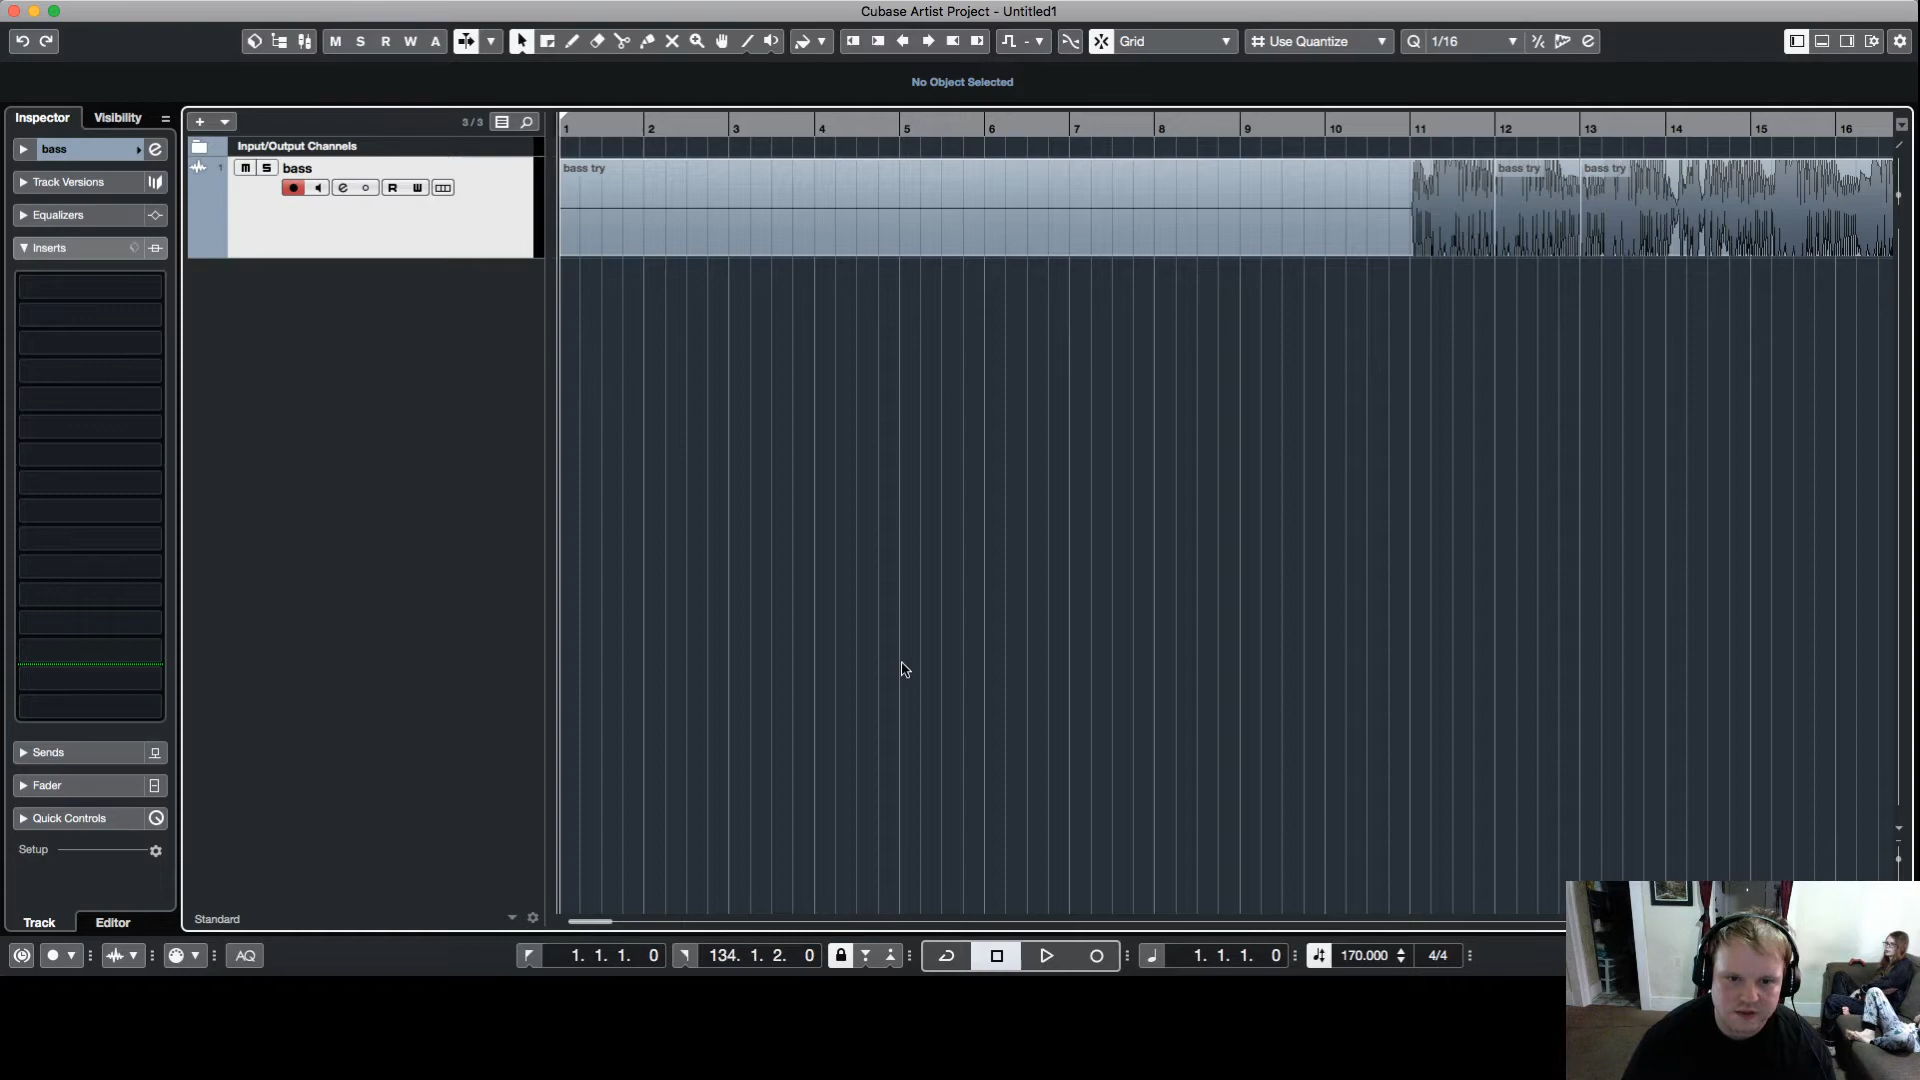 Cubase Artist Project - Untitled1
M S R W A Grid Use Quantize Q 1/16
No Object Selected
Inspector Visibility
bass
Track Versions
Equalizers
Inserts
Sends
Fader
Quick Controls
Setup
Track Editor
3/3
Input/Output Channels
1 m S bass
R W
Standard
1 2 3 4 5 6 7 8 9 10 11 12 13 14 15 16
bass try bass try bass try
AQ 1. 1. 1. 0 134. 1. 2. 0 1. 1. 1. 0 170.000 4/4